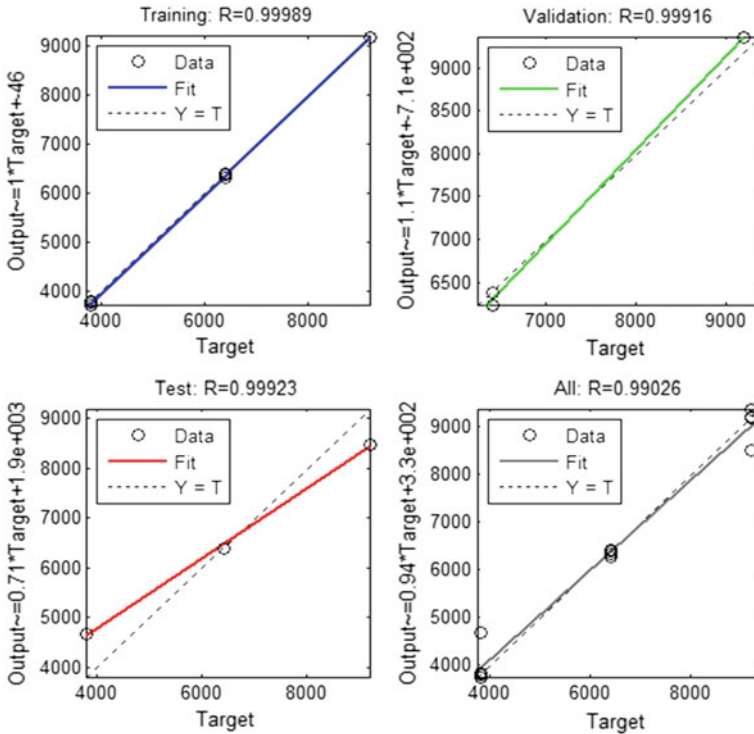 Training: R=0.99989
Output~=1*Target+-46
9000
8000
7000
6000
5000
4000
Data
Fit
Y = T
4000
6000
8000
Target
Validation: R=0.99916
Output~=1.1*Target+-7.1e+002
9000
8500
8000
7500
7000
6500
Data
Fit
Y = T
7000
8000
9000
Target
Test: R=0.99923
Output~=0.71*Target+1.9e+003
9000
8000
7000
6000
5000
4000
Data
Fit
Y = T
4000
6000
8000
Target
All: R=0.99026
Output~=0.94*Target+3.3e+002
9000
8000
7000
6000
5000
4000
Data
Fit
Y = T
4000
6000
8000
Target